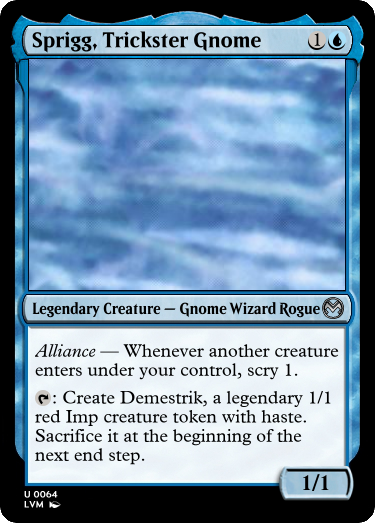 Sprigg, Trickster Gnome 1
Legendary Creature — Gnome Wizard Rogue
Alliance — Whenever another creature
enters under your control, scry 1.
: Create Demestrik, a legendary 1/1
red Imp creature token with haste.
Sacrifice it at the beginning of the
next end step.
1/1
U 0064
LVM